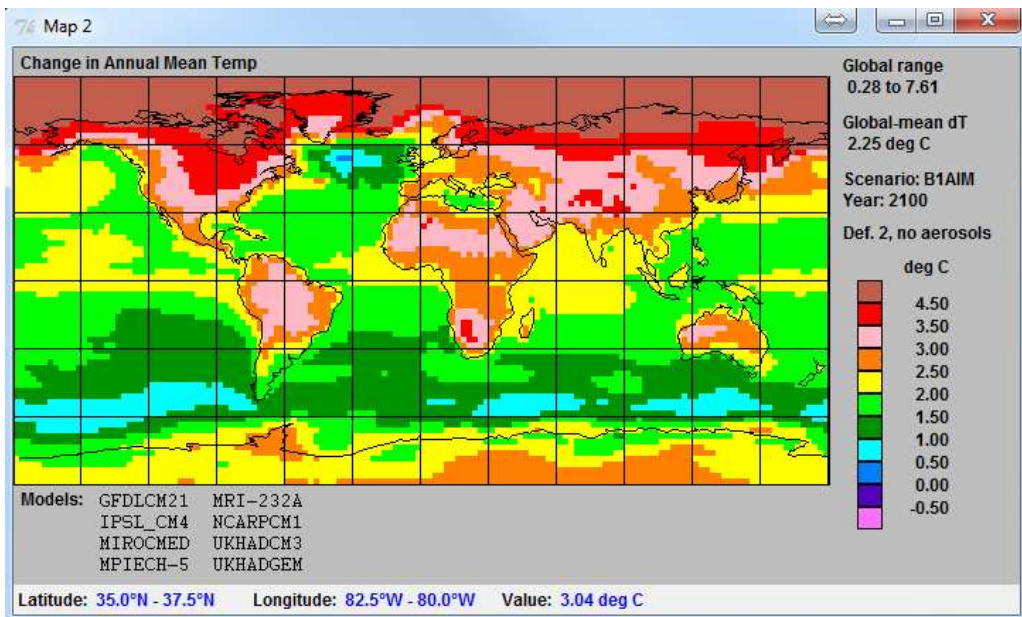 Map 2
Change in Annual Mean Temp
Global range
0.28 to 7.61
Global-mean dT
2.25 deg C
Scenario: B1AIM
Year: 2100
Def. 2, no aerosols
deg C
4.50
3.50
3.00
2.50
2.00
1.50
1.00
0.50
0.00
-0.50
Models: GFDLCM21 MRI-232A
IPSL_CM4 NCARPCM1
MIROCMED UKHADCM3
MPIECH-5 UKHADGEM
Latitude: 35.0°N - 37.5°N Longitude: 82.5°W - 80.0°W Value: 3.04 deg C